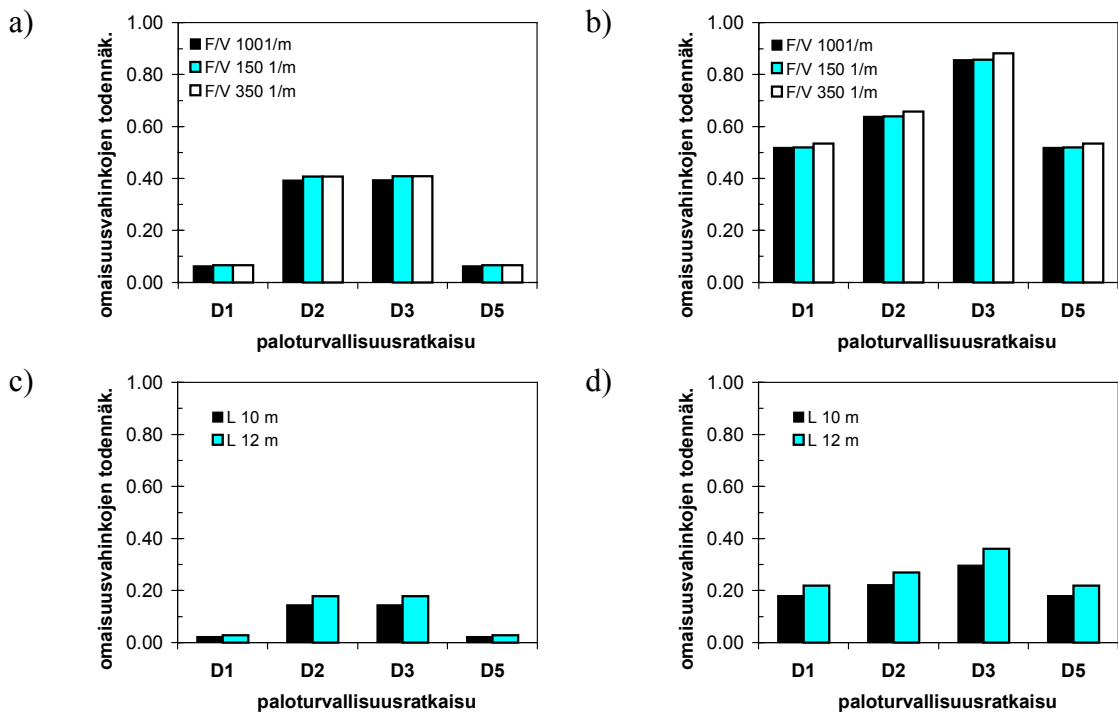 a)
omaisuusvahinkojen todennäk.
1.00
0.80
0.60
0.40
0.20
0.00
F/V 1001/m
F/V 150 1/m
F/V 350 1/m
D1 D2 D3 D5
paloturvallisuusratkaisu
b)
omaisuusvahinkojen todennäk.
1.00
0.80
0.60
0.40
0.20
0.00
F/V 1001/m
F/V 150 1/m
F/V 350 1/m
D1 D2 D3 D5
paloturvallisuusratkaisu
c)
omaisuusvahinkojen todennäk.
1.00
0.80
0.60
0.40
0.20
0.00
L 10 m
L 12 m
D1 D2 D3 D5
paloturvallisuusratkaisu
d)
omaisuusvahinkojen todennäk.
1.00
0.80
0.60
0.40
0.20
0.00
L 10 m
L 12 m
D1 D2 D3 D5
paloturvallisuusratkaisu